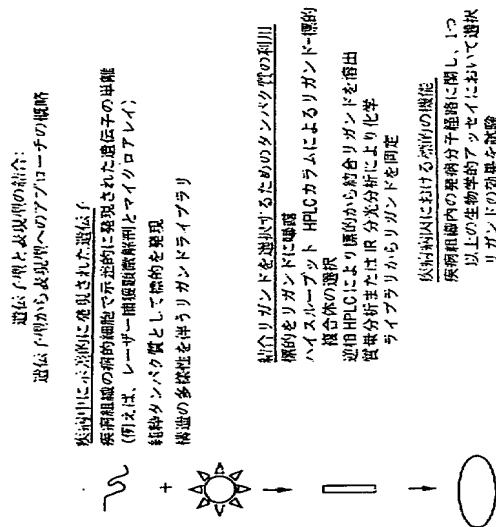 遺伝子型と表現型の結合:
遺伝子型から表現型へのアプローチの概略
疾病中に示差的に発現された遺伝子
疾病組織の病的細胞で示差的に発現された遺伝子の単離
(例えば、レーザー捕獲顕微解剖とマイクロアレイ)
純粋タンパク質として標的を発現
構造の多様性を伴うリガンドライブラリ
結合リガンドを選択するためのタンパク質の利用
標的をリガンドに曝露
ハイスループット HPLCカラムによるリガンド-標的
複合体の選択
逆相HPLCにより標的から結合リガンドを溶出
質量分析またはIR分光分析により化学
ライブラリからリガンドを同定
疾病病因における標的の機能
疾病組織内の発病分子経路に関し、1つ
以上の生物学的アッセイにおいて選択
リガンドの効果を試験